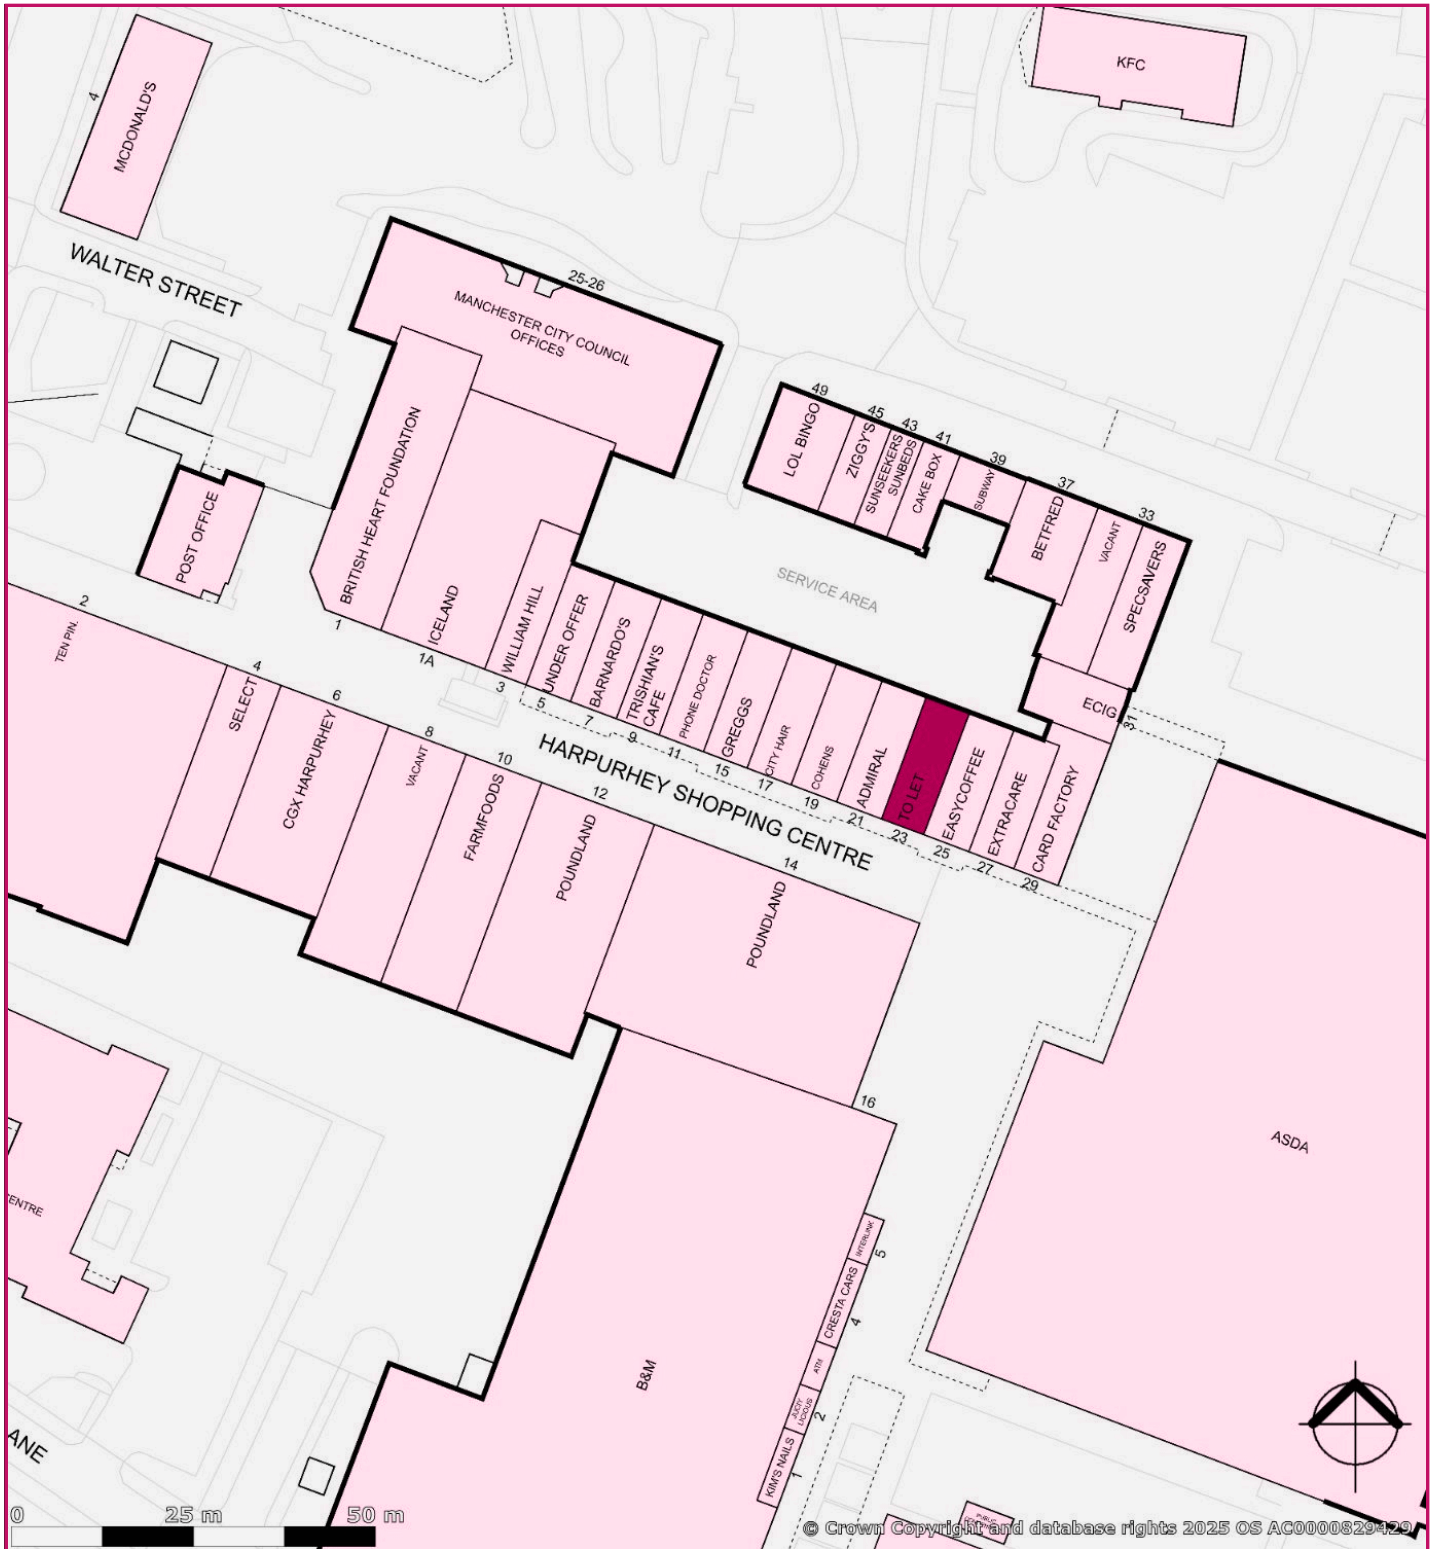 KFC
4
MCDONALD'S
WALTER STREET
25-26
MANCHESTER CITY COUNCIL
OFFICES
49
45
43
41
39
37
33
LOL BINGO
ZIGGY'S
SUNSEEKERS
SUNBEDS
CAKE BOX
SUBWAY
BETFRED
VACANT
SPECSAVERS
ECIG
31
POST OFFICE
BRITISH HEART FOUNDATION
ICELAND
WILLIAM HILL
UNDER OFFER
BARNARDO'S
TRISHIAN'S
CAFE
PHONE DOCTOR
GREGGS
CITY HAIR
COHENS
ADMIRAL
TO LET
EASYCOFFEE
EXTRACARE
CARD FACTORY
SERVICE AREA
1
1A
3
5
7
9
11
15
17
19
21
23
25
27
29
HARPURHEY SHOPPING CENTRE
2
4
6
8
10
12
14
16
TEN PIN.
SELECT
CGX HARPURHEY
VACANT
FARMFOODS
POUNDLAND
POUNDLAND
ASDA
ENTRE
B&M
INTERLINK
5
CRESTA CARS
4
ATM
JUICY
LICIOUS
2
KIM'S NAILS
1
ANE
0 25 m 50 m
PUBLIC
© Crown Copyright and database rights 2025 OS AC0000829429